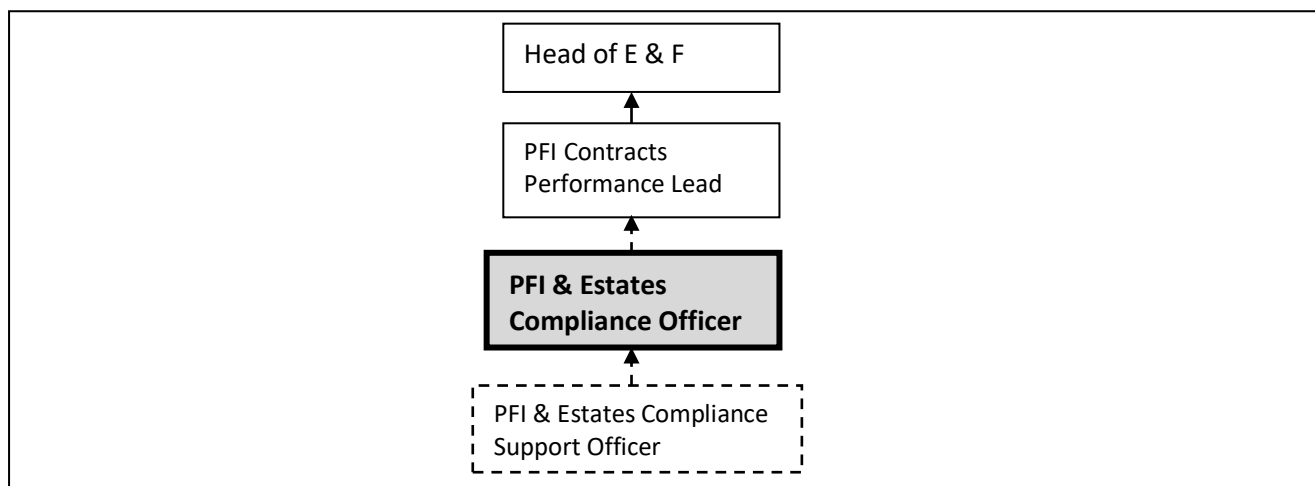 Head of E & F
PFI Contracts
Performance Lead
PFI & Estates
Compliance Officer
PFI & Estates Compliance
Support Officer